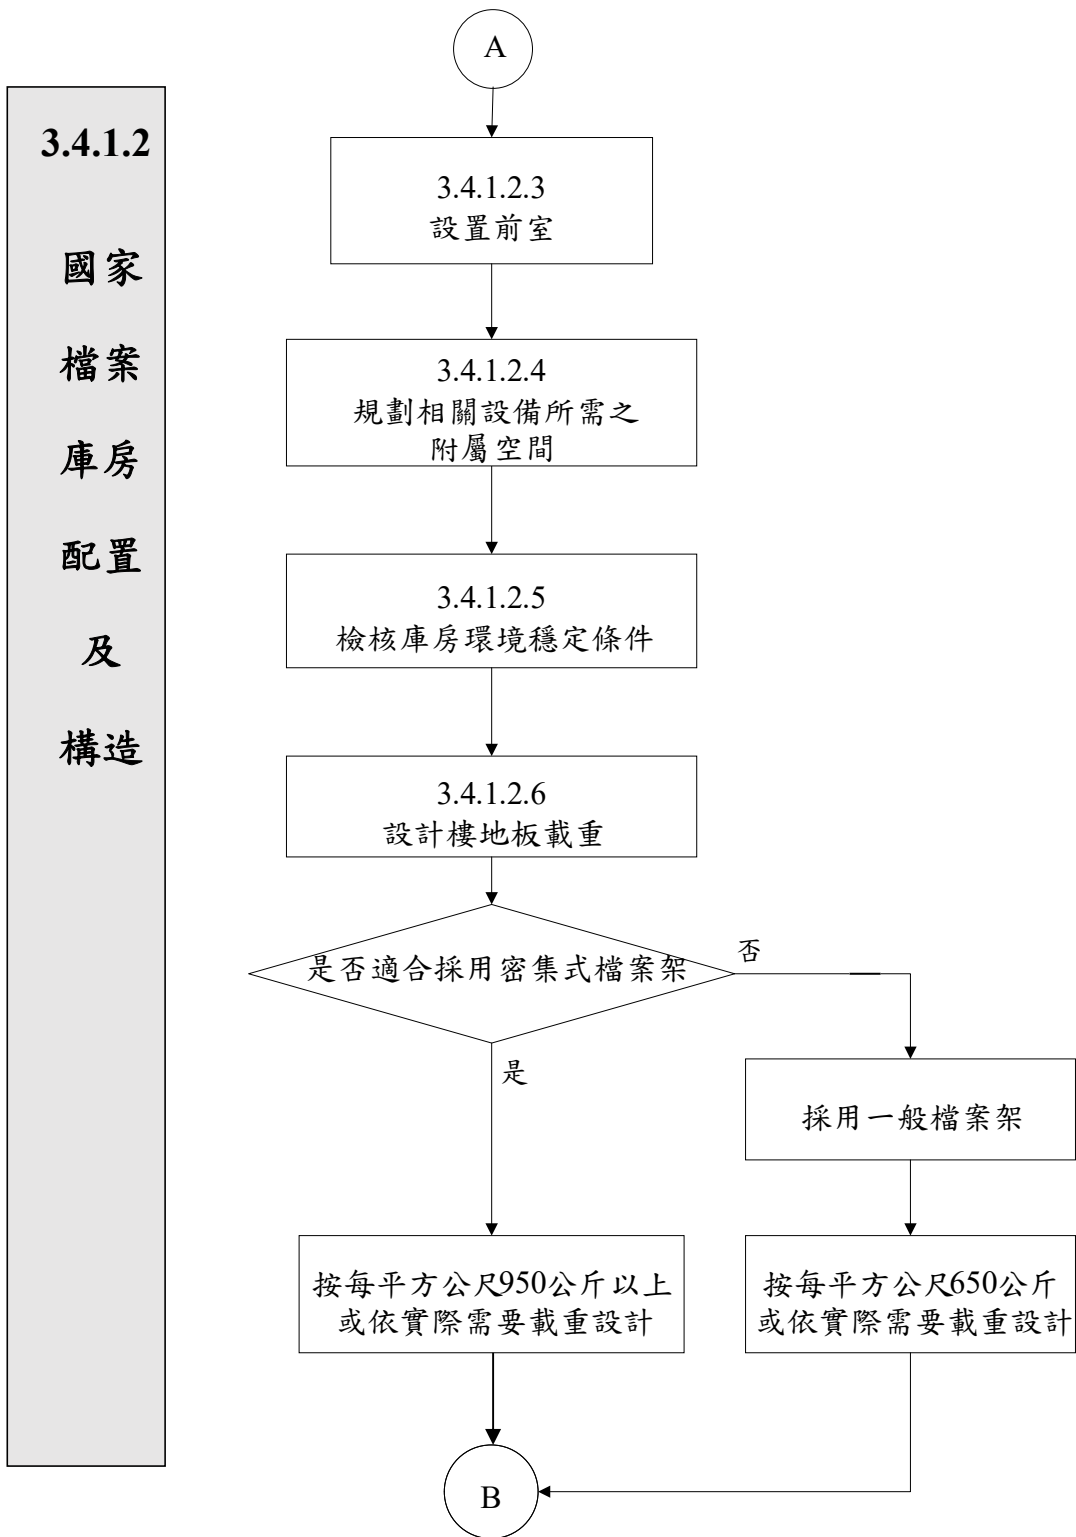 A
3.4.1.2
國家
檔案
庫房
配置
及
構造
3.4.1.2.3
設置前室
3.4.1.2.4
規劃相關設備所需之
附屬空間
3.4.1.2.5
檢核庫房環境穩定條件
3.4.1.2.6
設計樓地板載重
是否適合採用密集式檔案架
否
是
採用一般檔案架
按每平方公尺950公斤以上
或依實際需要載重設計
按每平方公尺650公斤
或依實際需要載重設計
B